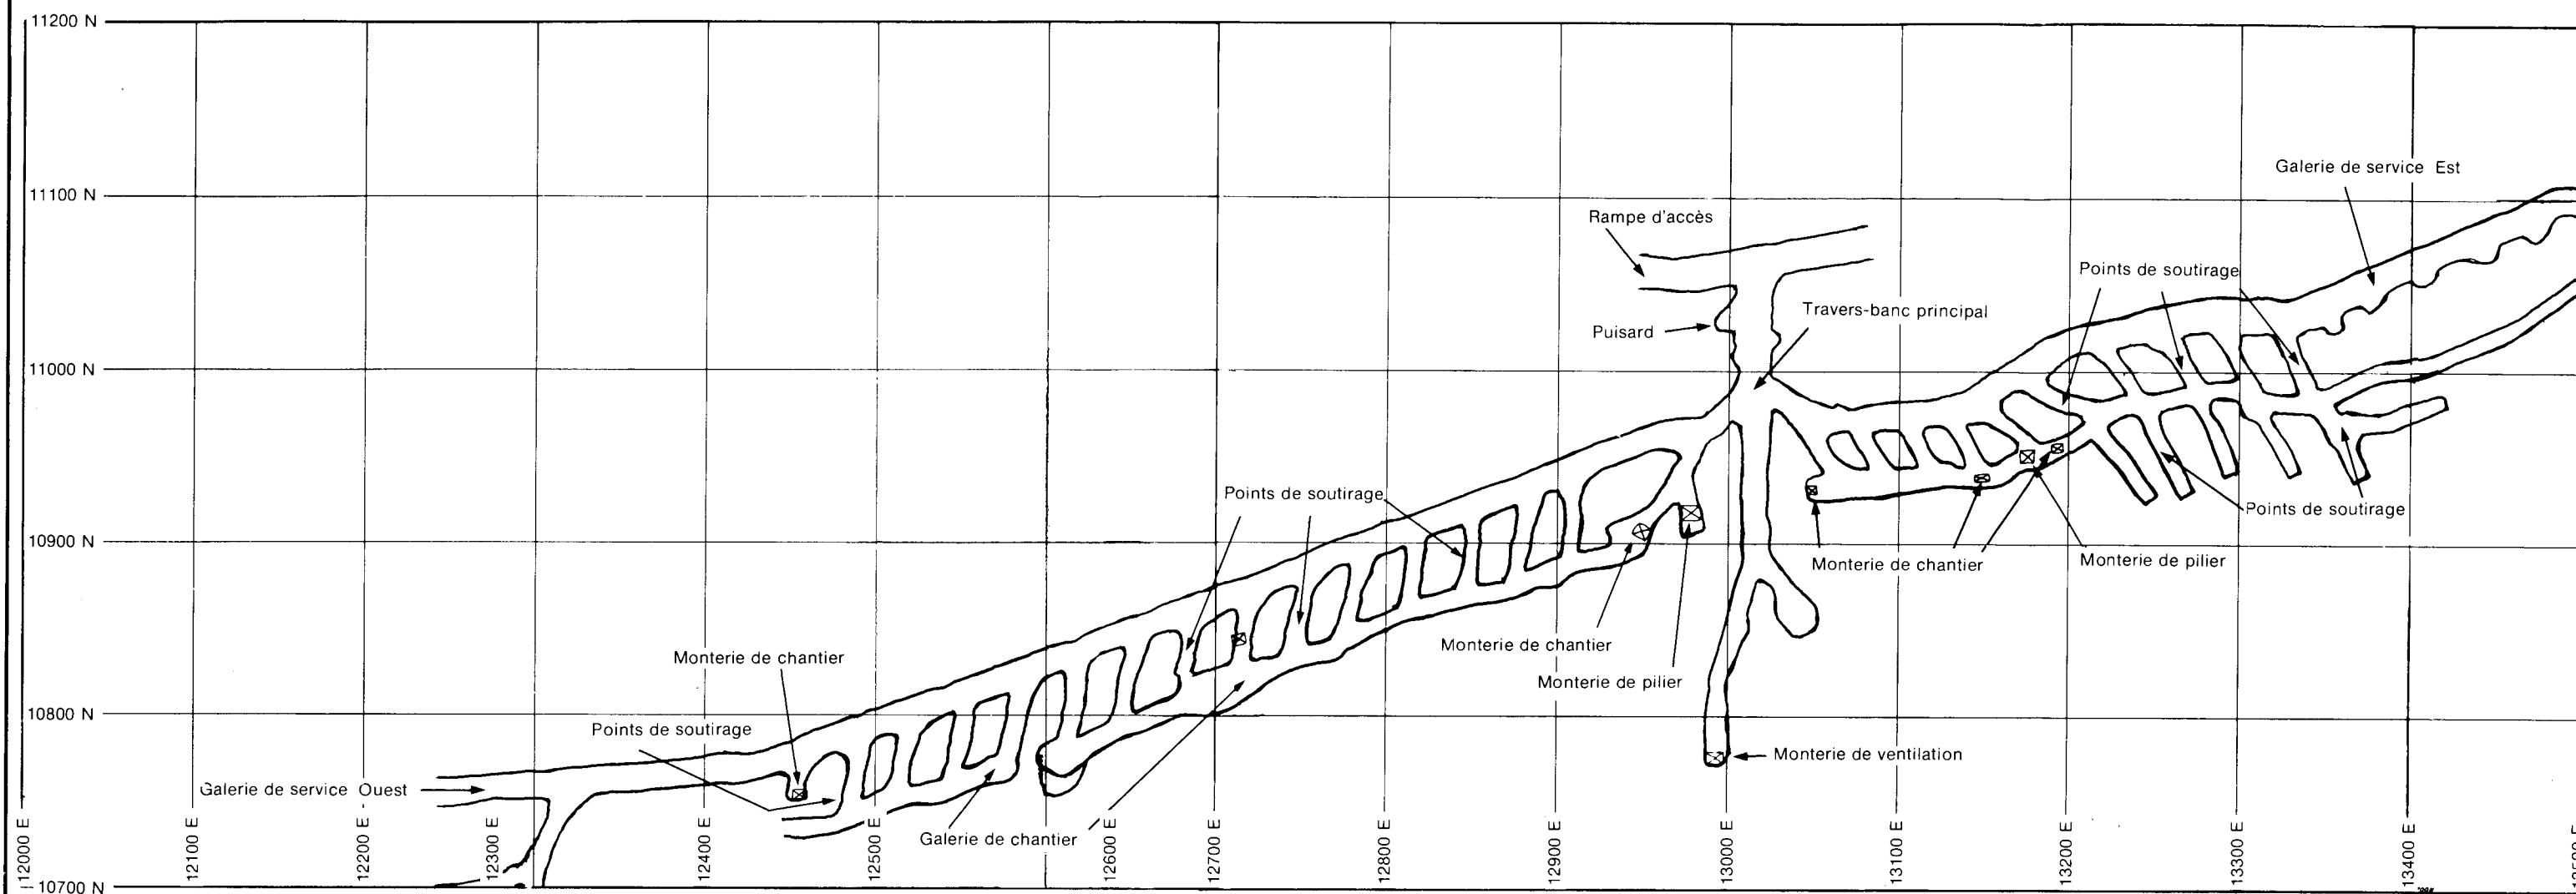 11200 N
11100 N
Galerie de service Est
Rampe d'accès
Points de soutirage
Travers-banc principal
Puisard
11000 N
Points de soutirage
Points de soutirage
10900 N
Monterie de chantier
Monterie de pilier
Monterie de chantier
Monterie de chantier
Monterie de pilier
10800 N
Points de soutirage
Monterie de ventilation
Galerie de service Ouest
Galerie de chantier
12000 E
12100 E
12200 E
12300 E
12400 E
12500 E
12600 E
12700 E
12800 E
12900 E
13000 E
13100 E
13200 E
13300 E
13400 E
10700 N